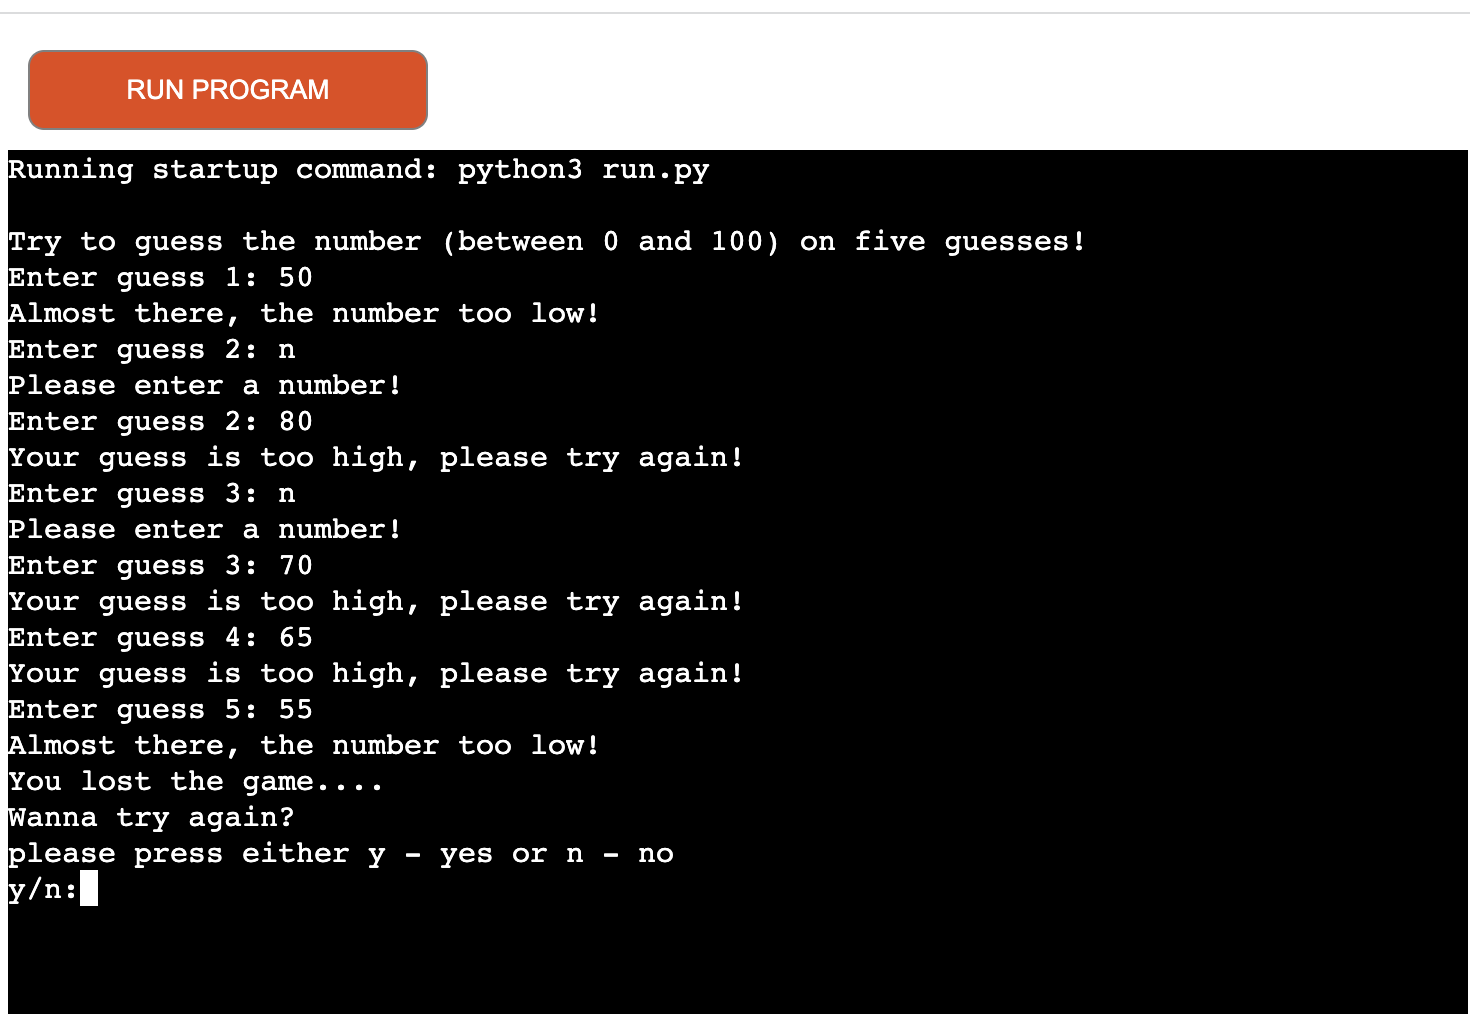 RUN PROGRAM
Running startup command: python3 run.py
Try to guess the number (between 0 and 100) on five guesses!
Enter guess 1: 50
Almost there, the number too low!
Enter guess 2: n
Please enter a number!
Enter guess 2: 80
Your guess is too high, please try again!
Enter guess 3: n
Please enter a number!
Enter guess 3: 70
Your guess is too high, please try again!
Enter guess 4: 65
Your guess is too high, please try again!
Enter guess 5: 55
Almost there, the number too low!
You lost the game....
Wanna try again?
please press either y - yes or n - no
y/n: